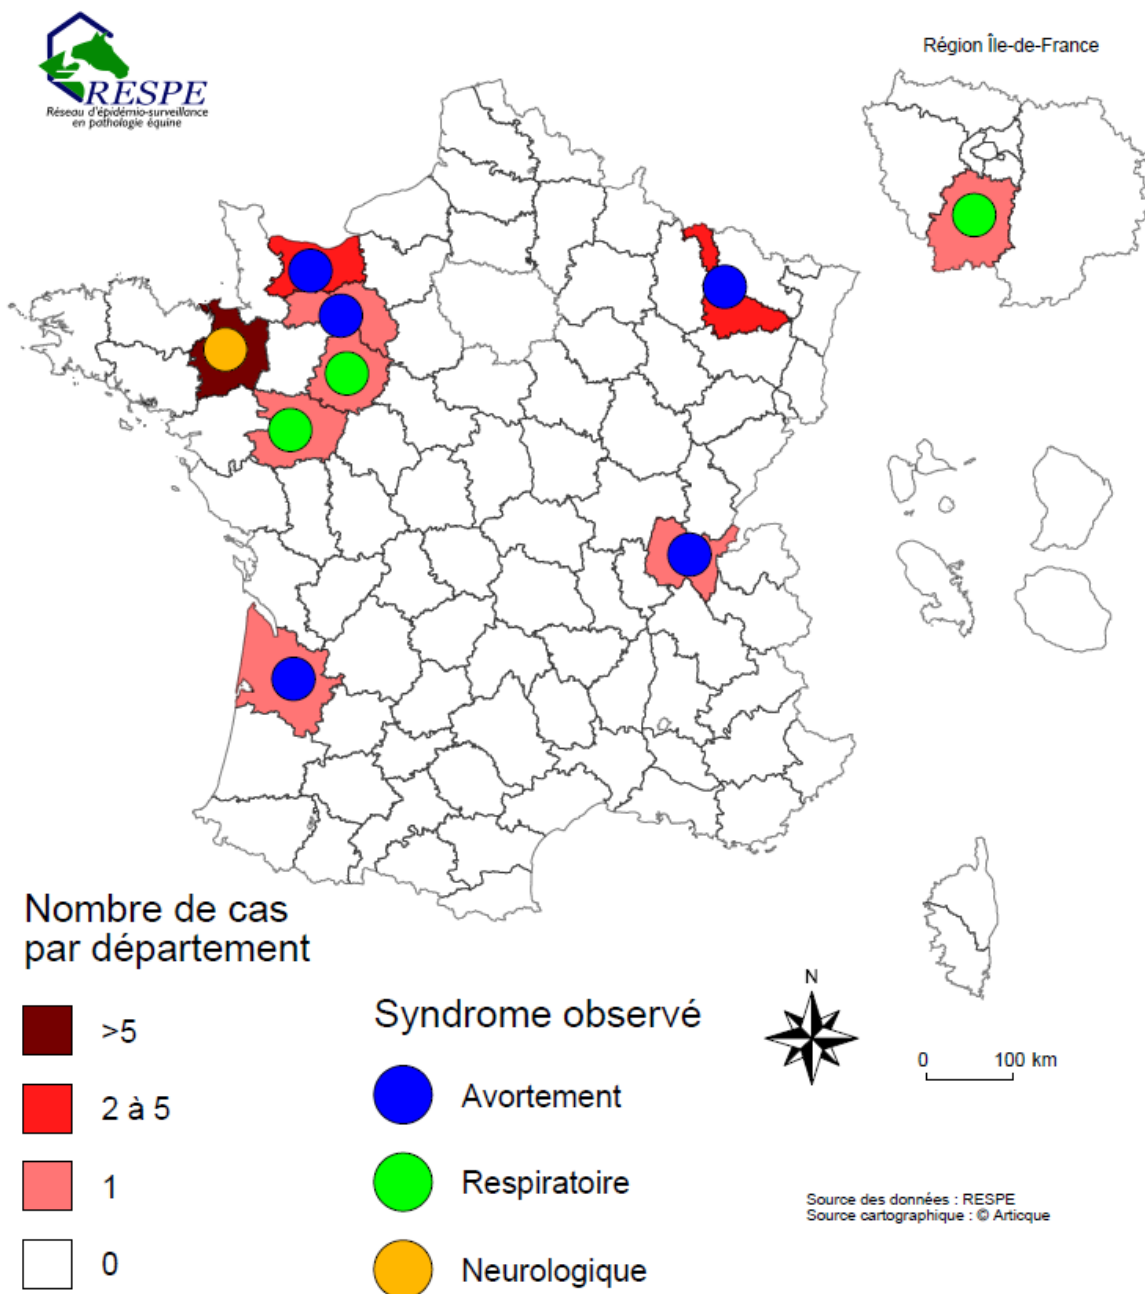 RESPE
Réseau d'épidémio-surveillance
en pathologie équine
Région Île-de-France
Nombre de cas
par département
>5
2 à 5
1
0
Syndrome observé
Avortement
Respiratoire
Neurologique
N
0 100 km
Source des données : RESPE
Source cartographique : © Articque